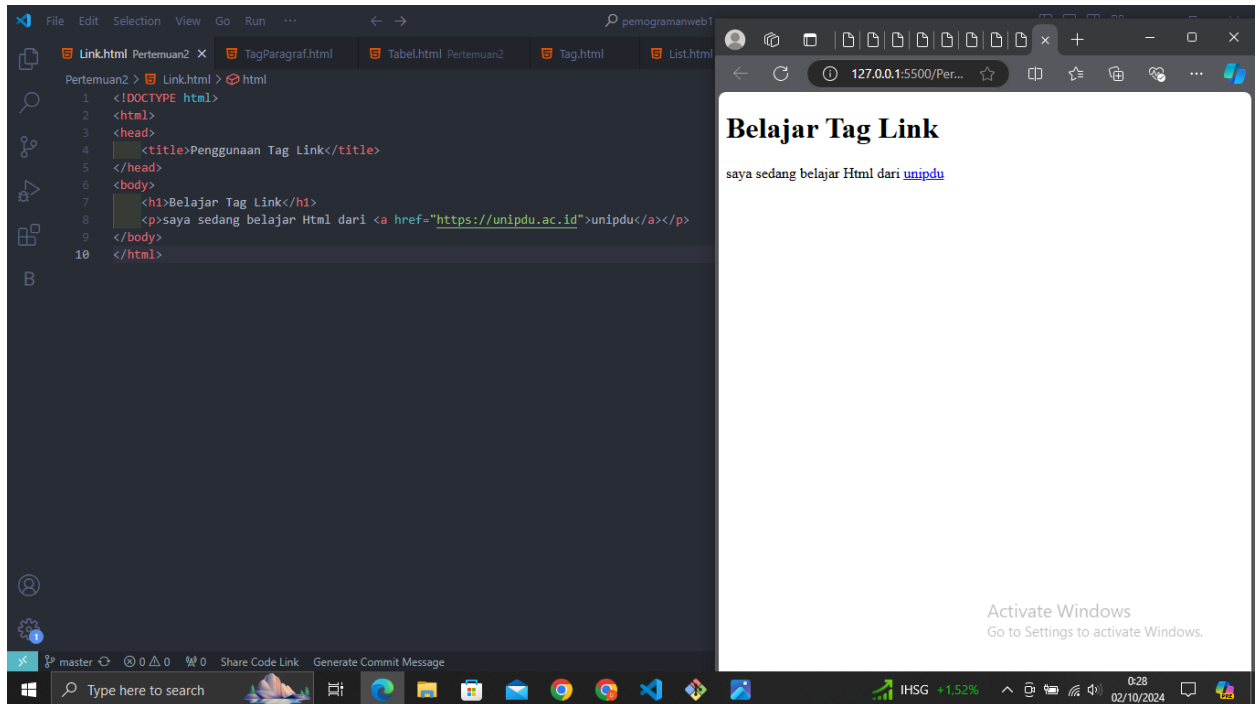 File Edit Selection View Go Run ··· pemogramanweb1
Link.html Pertemuan2 TagParagraf.html Tabel.html Pertemuan2 Tag.html List.html
Pertemuan2 > Link.html > html
1 <!DOCTYPE html>
2 <html>
3 <head>
4 <title>Penggunaan Tag Link</title>
5 </head>
6 <body>
7 <h1>Belajar Tag Link</h1>
8 <p>saya sedang belajar Html dari <a href="https://unipdu.ac.id">unipdu</a></p>
9 </body>
10 </html>
B
1
master 0 0 0 Share Code Link Generate Commit Message
127.0.0.1:5500/Per...
Belajar Tag Link
saya sedang belajar Html dari unipdu
Activate Windows
Go to Settings to activate Windows.
Type here to search
IHSG +1,52%
0:28
02/10/2024